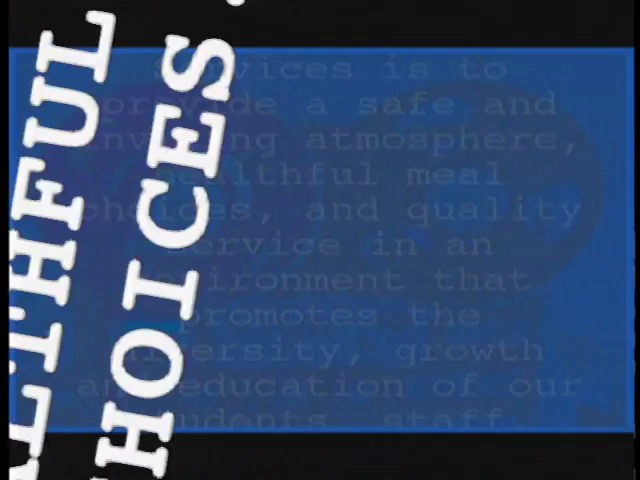 HEALTHFUL
CHOICES
services is to
provide a safe and
inviting atmosphere,
healthful meal
choices, and quality
service in an
environment that
promotes the
diversity, growth
and education of our
students, staff